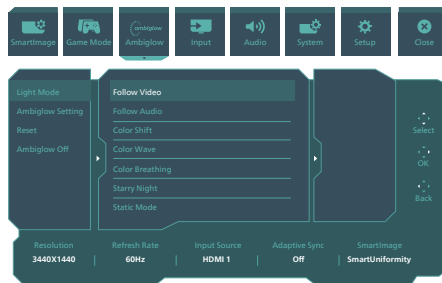 ambiglow
SmartImage
Game Mode
Ambiglow
Input
Audio
System
Setup
Close
Light Mode
Ambiglow Setting
Reset
Ambiglow Off
Follow Video
Follow Audio
Color Shift
Color Wave
Color Breathing
Starry Night
Static Mode
Select
OK
Back
Resolution
Refresh Rate
Input Source
Adaptive Sync
SmartImage
3440X1440
60Hz
HDMI 1
Off
SmartUniformity